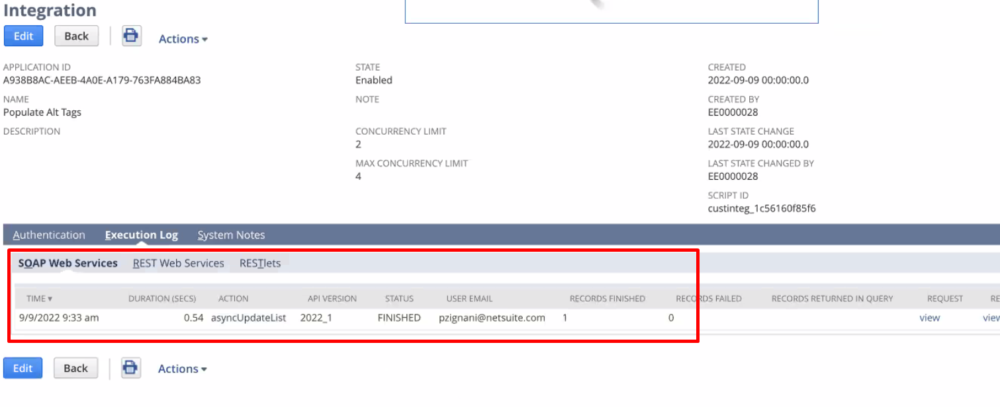 Integration
Edit Back Actions
APPLICATION ID
A938B8AC-AEEB-4A0E-A179-763FA884BA83
NAME
Populate Alt Tags
DESCRIPTION
STATE
Enabled
NOTE
CONCURRENCY LIMIT
2
MAX CONCURRENCY LIMIT
4
CREATED
2022-09-09 00:00:00.0
CREATED BY
EE0000028
LAST STATE CHANGE
2022-09-09 00:00:00.0
LAST STATE CHANGED BY
EE0000028
SCRIPT ID
custinteg_1c56160f85f6
Authentication Execution Log System Notes
SOAP Web Services REST Web Services RESTlets
TIME DURATION (SECS) ACTION API VERSION STATUS USER EMAIL RECORDS FINISHED RECORDS FAILED RECORDS RETURNED IN QUERY REQUEST RE
9/9/2022 9:33 am 0.54 asyncUpdateList 2022_1 FINISHED pzignani@netsuite.com 1 0 view view
Edit Back Actions